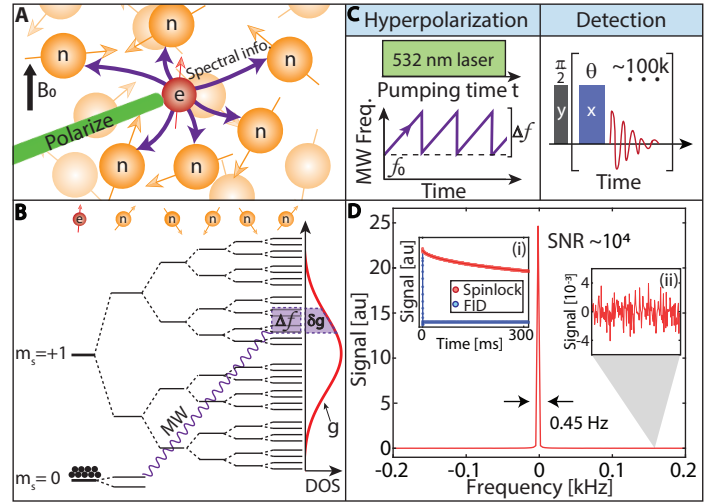 A
n
n
n
n
n
n
n
e
Spectral info.
B₀
Polarize
B
e
n
n
n
n
n
mₛ=+1
mₛ=0
MW
Δf
δg
g
DOS
C
Hyperpolarization
Detection
532 nm laser
Pumping time t
MW Freq.
Δf
f₀
Time
π/2
y
θ
x
~100k
Time
D
Signal [au]
25
20
15
10
5
0
-0.2
-0.1
0
0.1
0.2
Frequency [kHz]
SNR ~10⁴
0.45 Hz
(i)
Signal [au]
Spinlock
FID
0
300
Time [ms]
(ii)
Signal [10⁻³]
4
0
-4